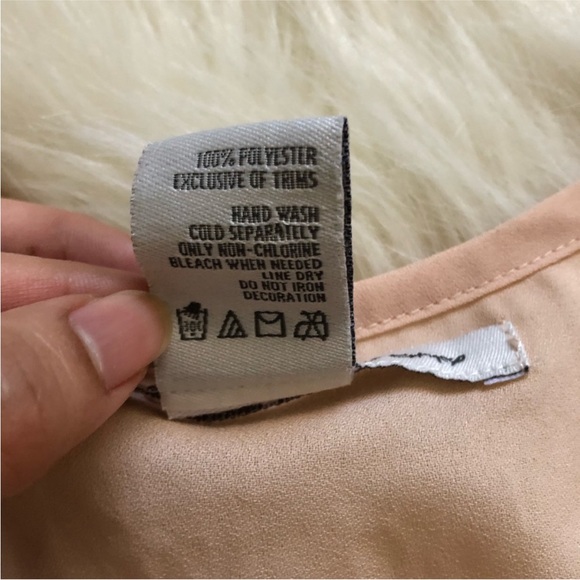 100% POLYESTER
EXCLUSIVE OF TRIMS
HAND WASH
COLD SEPARATELY
ONLY NON-CHLORINE
BLEACH WHEN NEEDED
LINE DRY
DO NOT IRON
DECORATION
30C